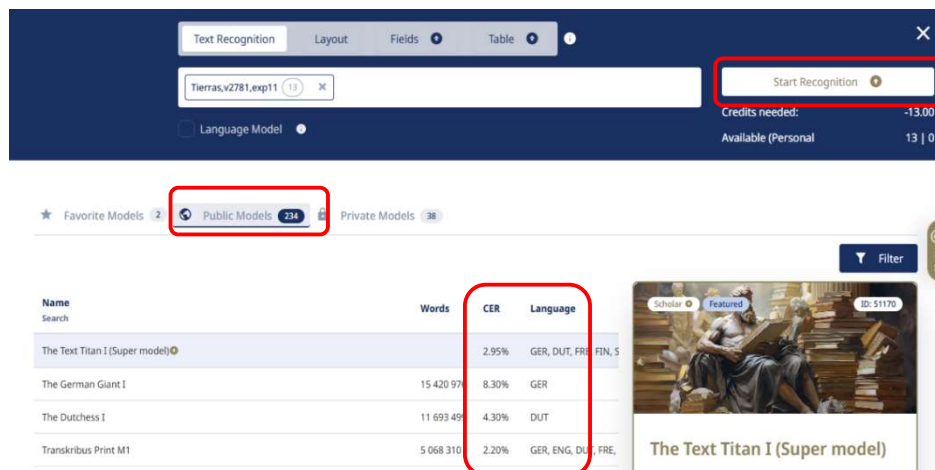 Text Recognition Layout Fields Table
Tierras,v2781,exp11 13 ×
Start Recognition
Language Model
Credits needed: -13.00
Available (Personal 13 | 0
Favorite Models 2 Public Models 234 Private Models 38
Filter
Name Words CER Language
Search
The Text Titan I (Super model) 2.95% GER, DUT, FRE, FIN, S
The German Giant I 15 420 97 8.30% GER
The Dutchess I 11 693 49 4.30% DUT
Transkribus Print M1 5 068 310 2.20% GER, ENG, DUT, FRE,
Scholar Featured ID: 51170
The Text Titan I (Super model)